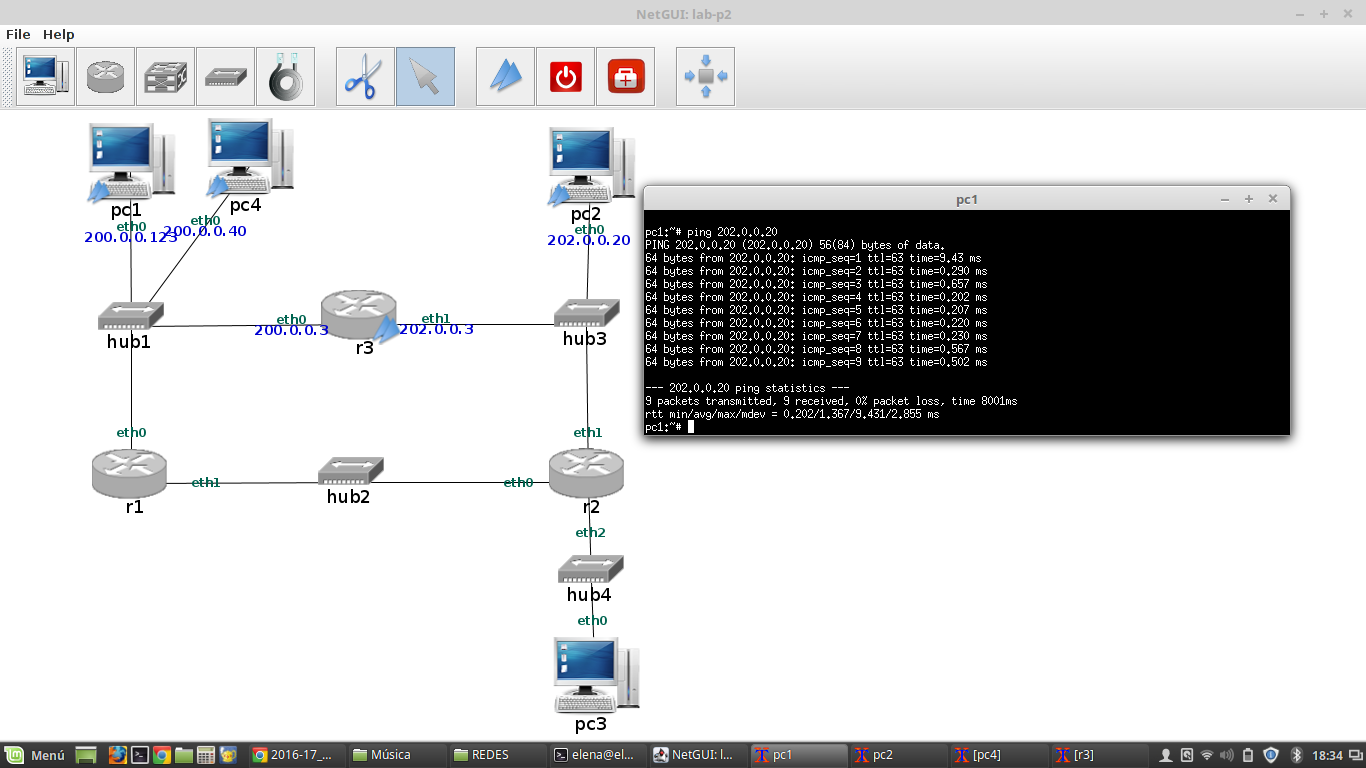 NetGUI: lab-p2
File Help
pc1
pc4
pc2
eth0
eth0
eth0
200.0.0.123
200.0.0.40
202.0.0.20
hub1
eth0
200.0.0.3
r3
eth1
202.0.0.3
hub3
eth0
eth1
r1
eth1
hub2
eth0
r2
eth2
hub4
eth0
pc3
pc1
pc1:~# ping 202.0.0.20
PING 202.0.0.20 (202.0.0.20) 56(84) bytes of data.
64 bytes from 202.0.0.20: icmp_seq=1 ttl=63 time=9.43 ms
64 bytes from 202.0.0.20: icmp_seq=2 ttl=63 time=0.290 ms
64 bytes from 202.0.0.20: icmp_seq=3 ttl=63 time=0.657 ms
64 bytes from 202.0.0.20: icmp_seq=4 ttl=63 time=0.202 ms
64 bytes from 202.0.0.20: icmp_seq=5 ttl=63 time=0.207 ms
64 bytes from 202.0.0.20: icmp_seq=6 ttl=63 time=0.220 ms
64 bytes from 202.0.0.20: icmp_seq=7 ttl=63 time=0.230 ms
64 bytes from 202.0.0.20: icmp_seq=8 ttl=63 time=0.567 ms
64 bytes from 202.0.0.20: icmp_seq=9 ttl=63 time=0.502 ms
--- 202.0.0.20 ping statistics ---
9 packets transmitted, 9 received, 0% packet loss, time 8001ms
rtt min/avg/max/mdev = 0.202/1.367/9.431/2.855 ms
pc1:~#
Menú 2016-17_... Música REDES elena@el... NetGUI: l... pc1 pc2 [pc4] [r3] 18:34